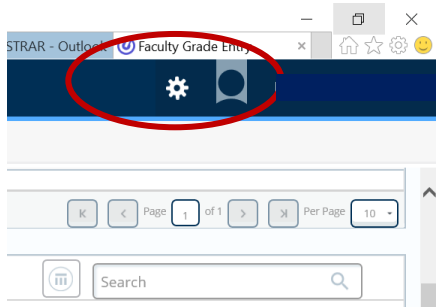 STRAR - Outlook Faculty Grade Entry
Page 1 of 1 Per Page 10
Search